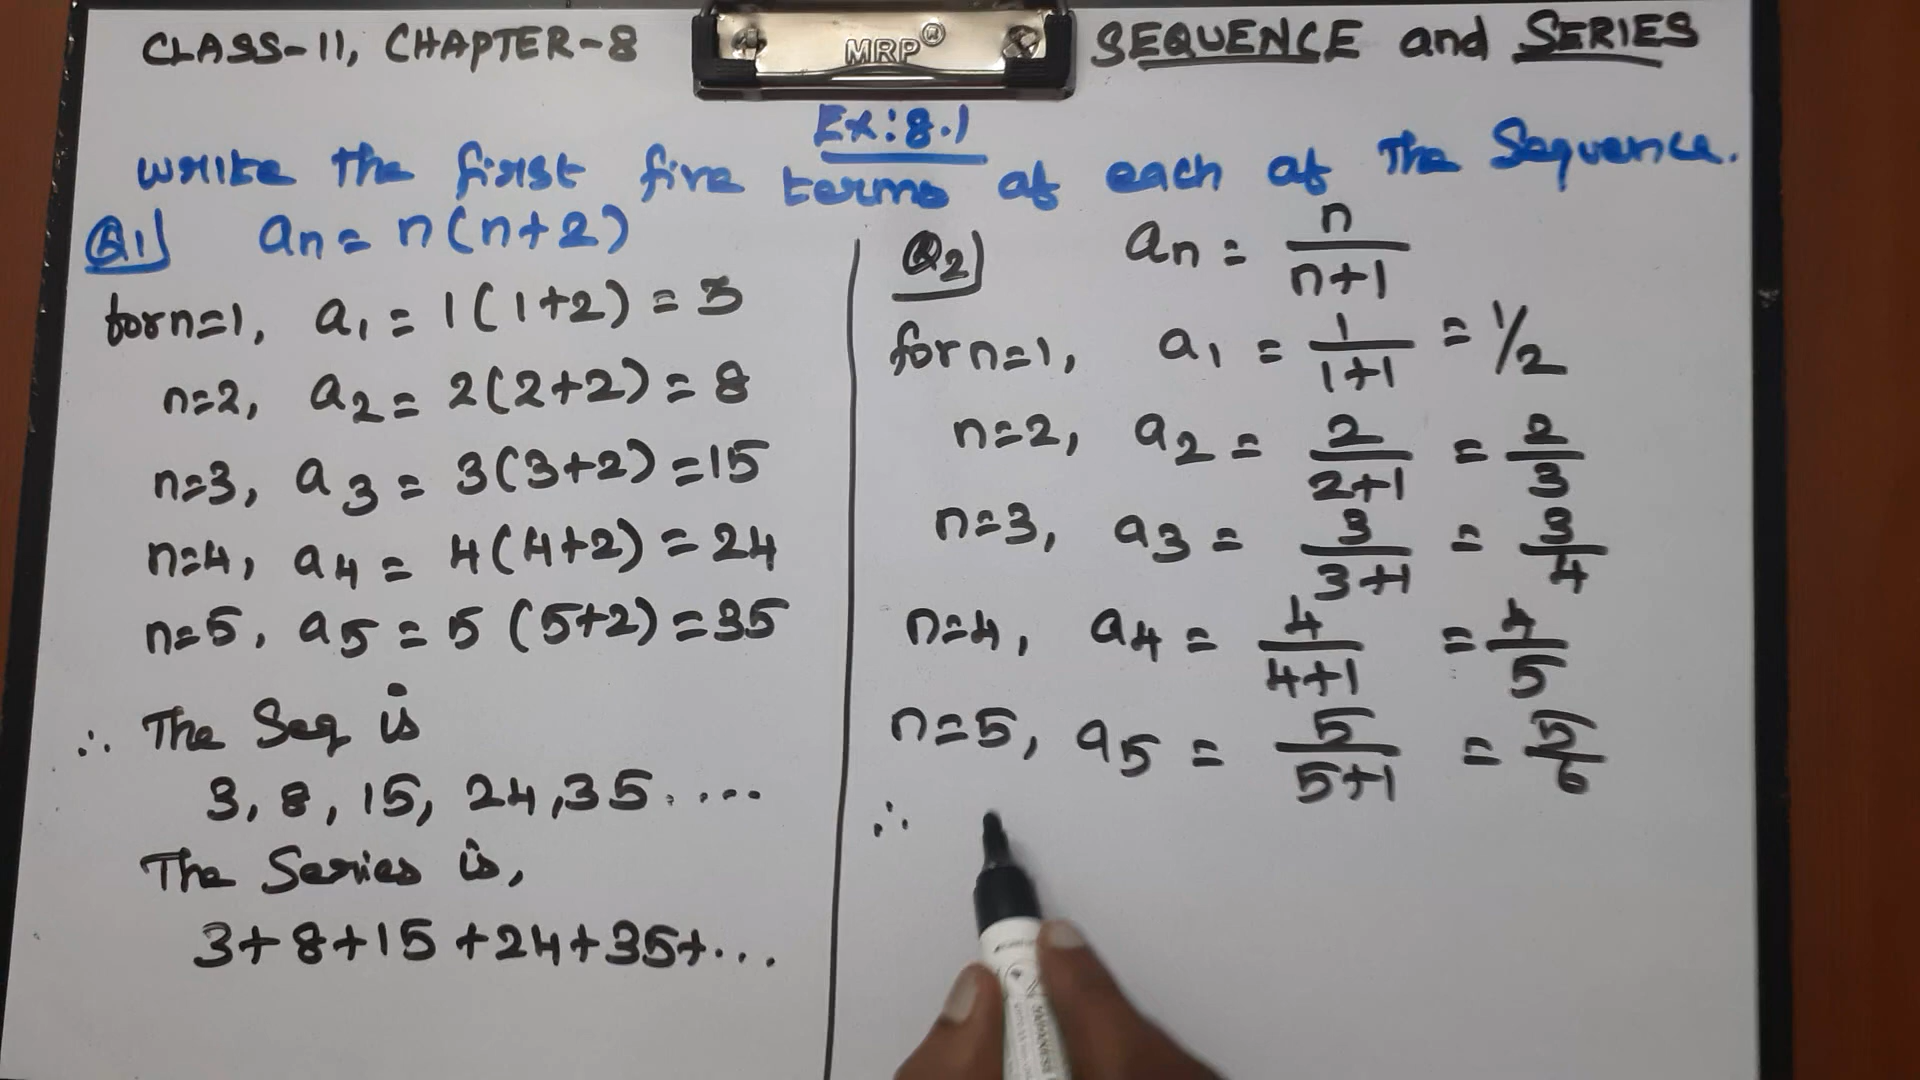 CLASS-11, CHAPTER-8
MRP®
SEQUENCE and SERIES
Ex: 8.1
Write the first five terms of each of The Sequence.
Q1) an = n(n+2)
for n=1, a1 = 1(1+2) = 3
n=2, a2 = 2(2+2) = 8
n=3, a3 = 3(3+2) = 15
n=4, a4 = 4(4+2) = 24
n=5, a5 = 5(5+2) = 35
∴ The Seq is
3, 8, 15, 24, 35. ....
The Series is,
3+8+15+24+35+...
Q2) an = n/n+1
for n=1, a1 = 1/1+1 = 1/2
n=2, a2 = 2/2+1 = 2/3
n=3, a3 = 3/3+1 = 3/4
n=4, a4 = 4/4+1 = 4/5
n=5, a5 = 5/5+1 = 5/6
∴